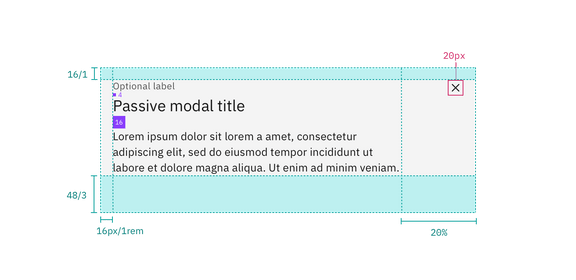 20px
16/1
Optional label
4
Passive modal title
16
Lorem ipsum dolor sit lorem a amet, consectetur
adipiscing elit, sed do eiusmod tempor incididunt ut
labore et dolore magna aliqua. Ut enim ad minim veniam.
48/3
16px/1rem
20%